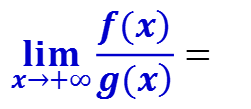 lim x→+∞ f(x)/g(x) =